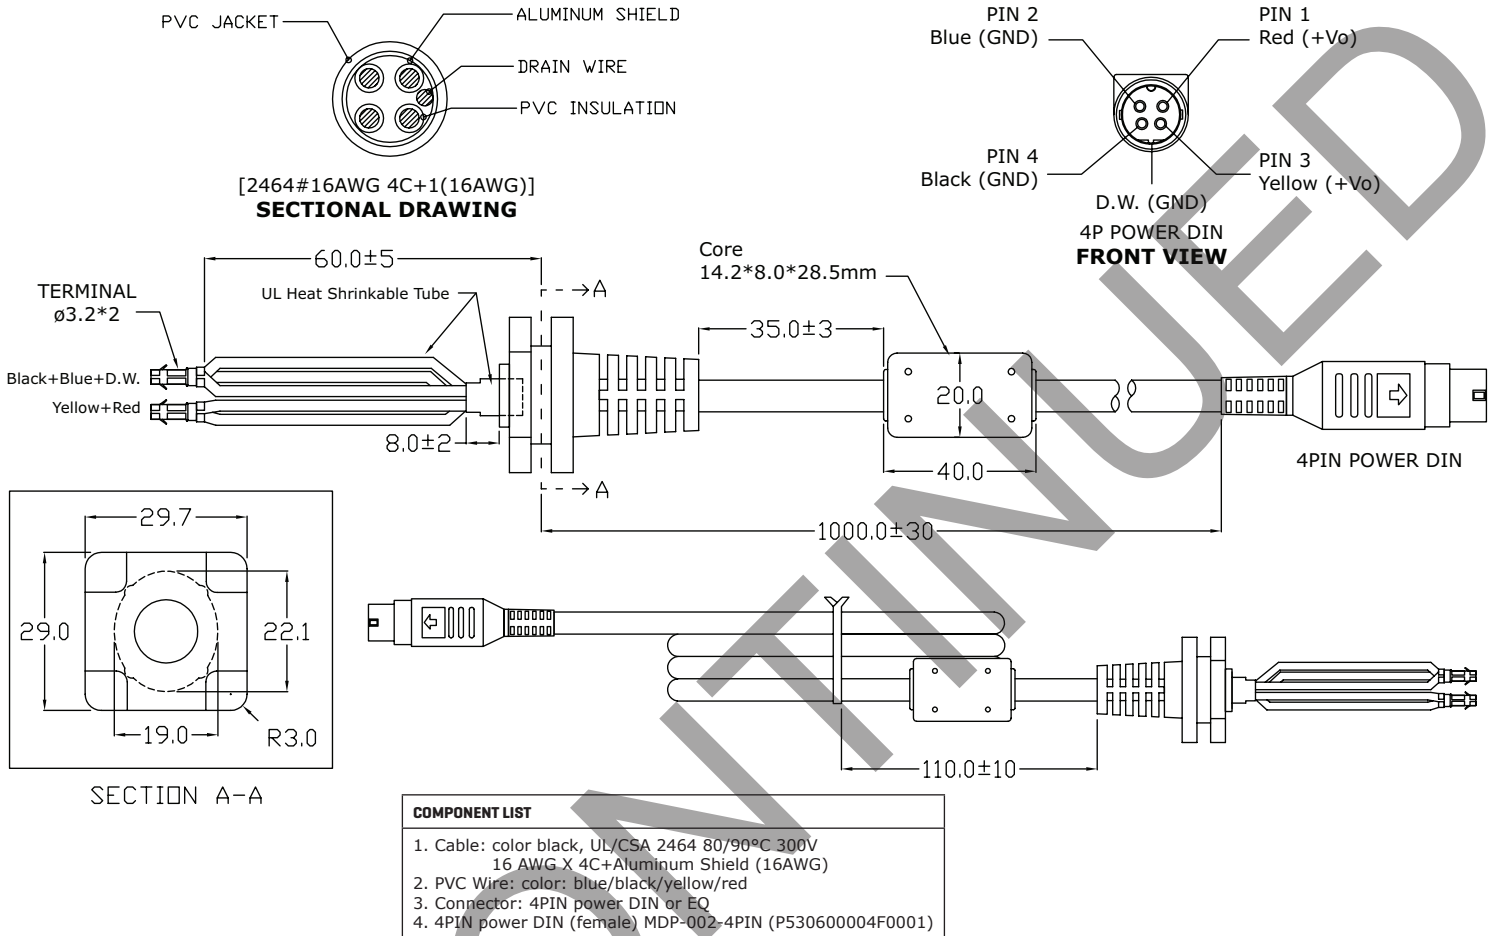 PVC JACKET
ALUMINUM SHIELD
DRAIN WIRE
PVC INSULATION
[2464#16AWG 4C+1(16AWG)]
SECTIONAL DRAWING
PIN 2
Blue (GND)
PIN 1
Red (+Vo)
PIN 4
Black (GND)
PIN 3
Yellow (+Vo)
D.W. (GND)
4P POWER DIN
FRONT VIEW
60.0±5
Core
14.2*8.0*28.5mm
TERMINAL
ø3.2*2
UL Heat Shrinkable Tube
A
35.0±3
Black+Blue+D.W.
Yellow+Red
20.0
8.0±2
40.0
4PIN POWER DIN
A
1000.0±30
29.7
29.0
22.1
19.0
R3.0
SECTION A-A
110.0±10
COMPONENT LIST
1. Cable: color black, UL/CSA 2464 80/90°C 300V
16 AWG X 4C+Aluminum Shield (16AWG)
2. PVC Wire: color: blue/black/yellow/red
3. Connector: 4PIN power DIN or EQ
4. 4PIN power DIN (female) MDP-002-4PIN (P530600004F0001)
ONTINUED